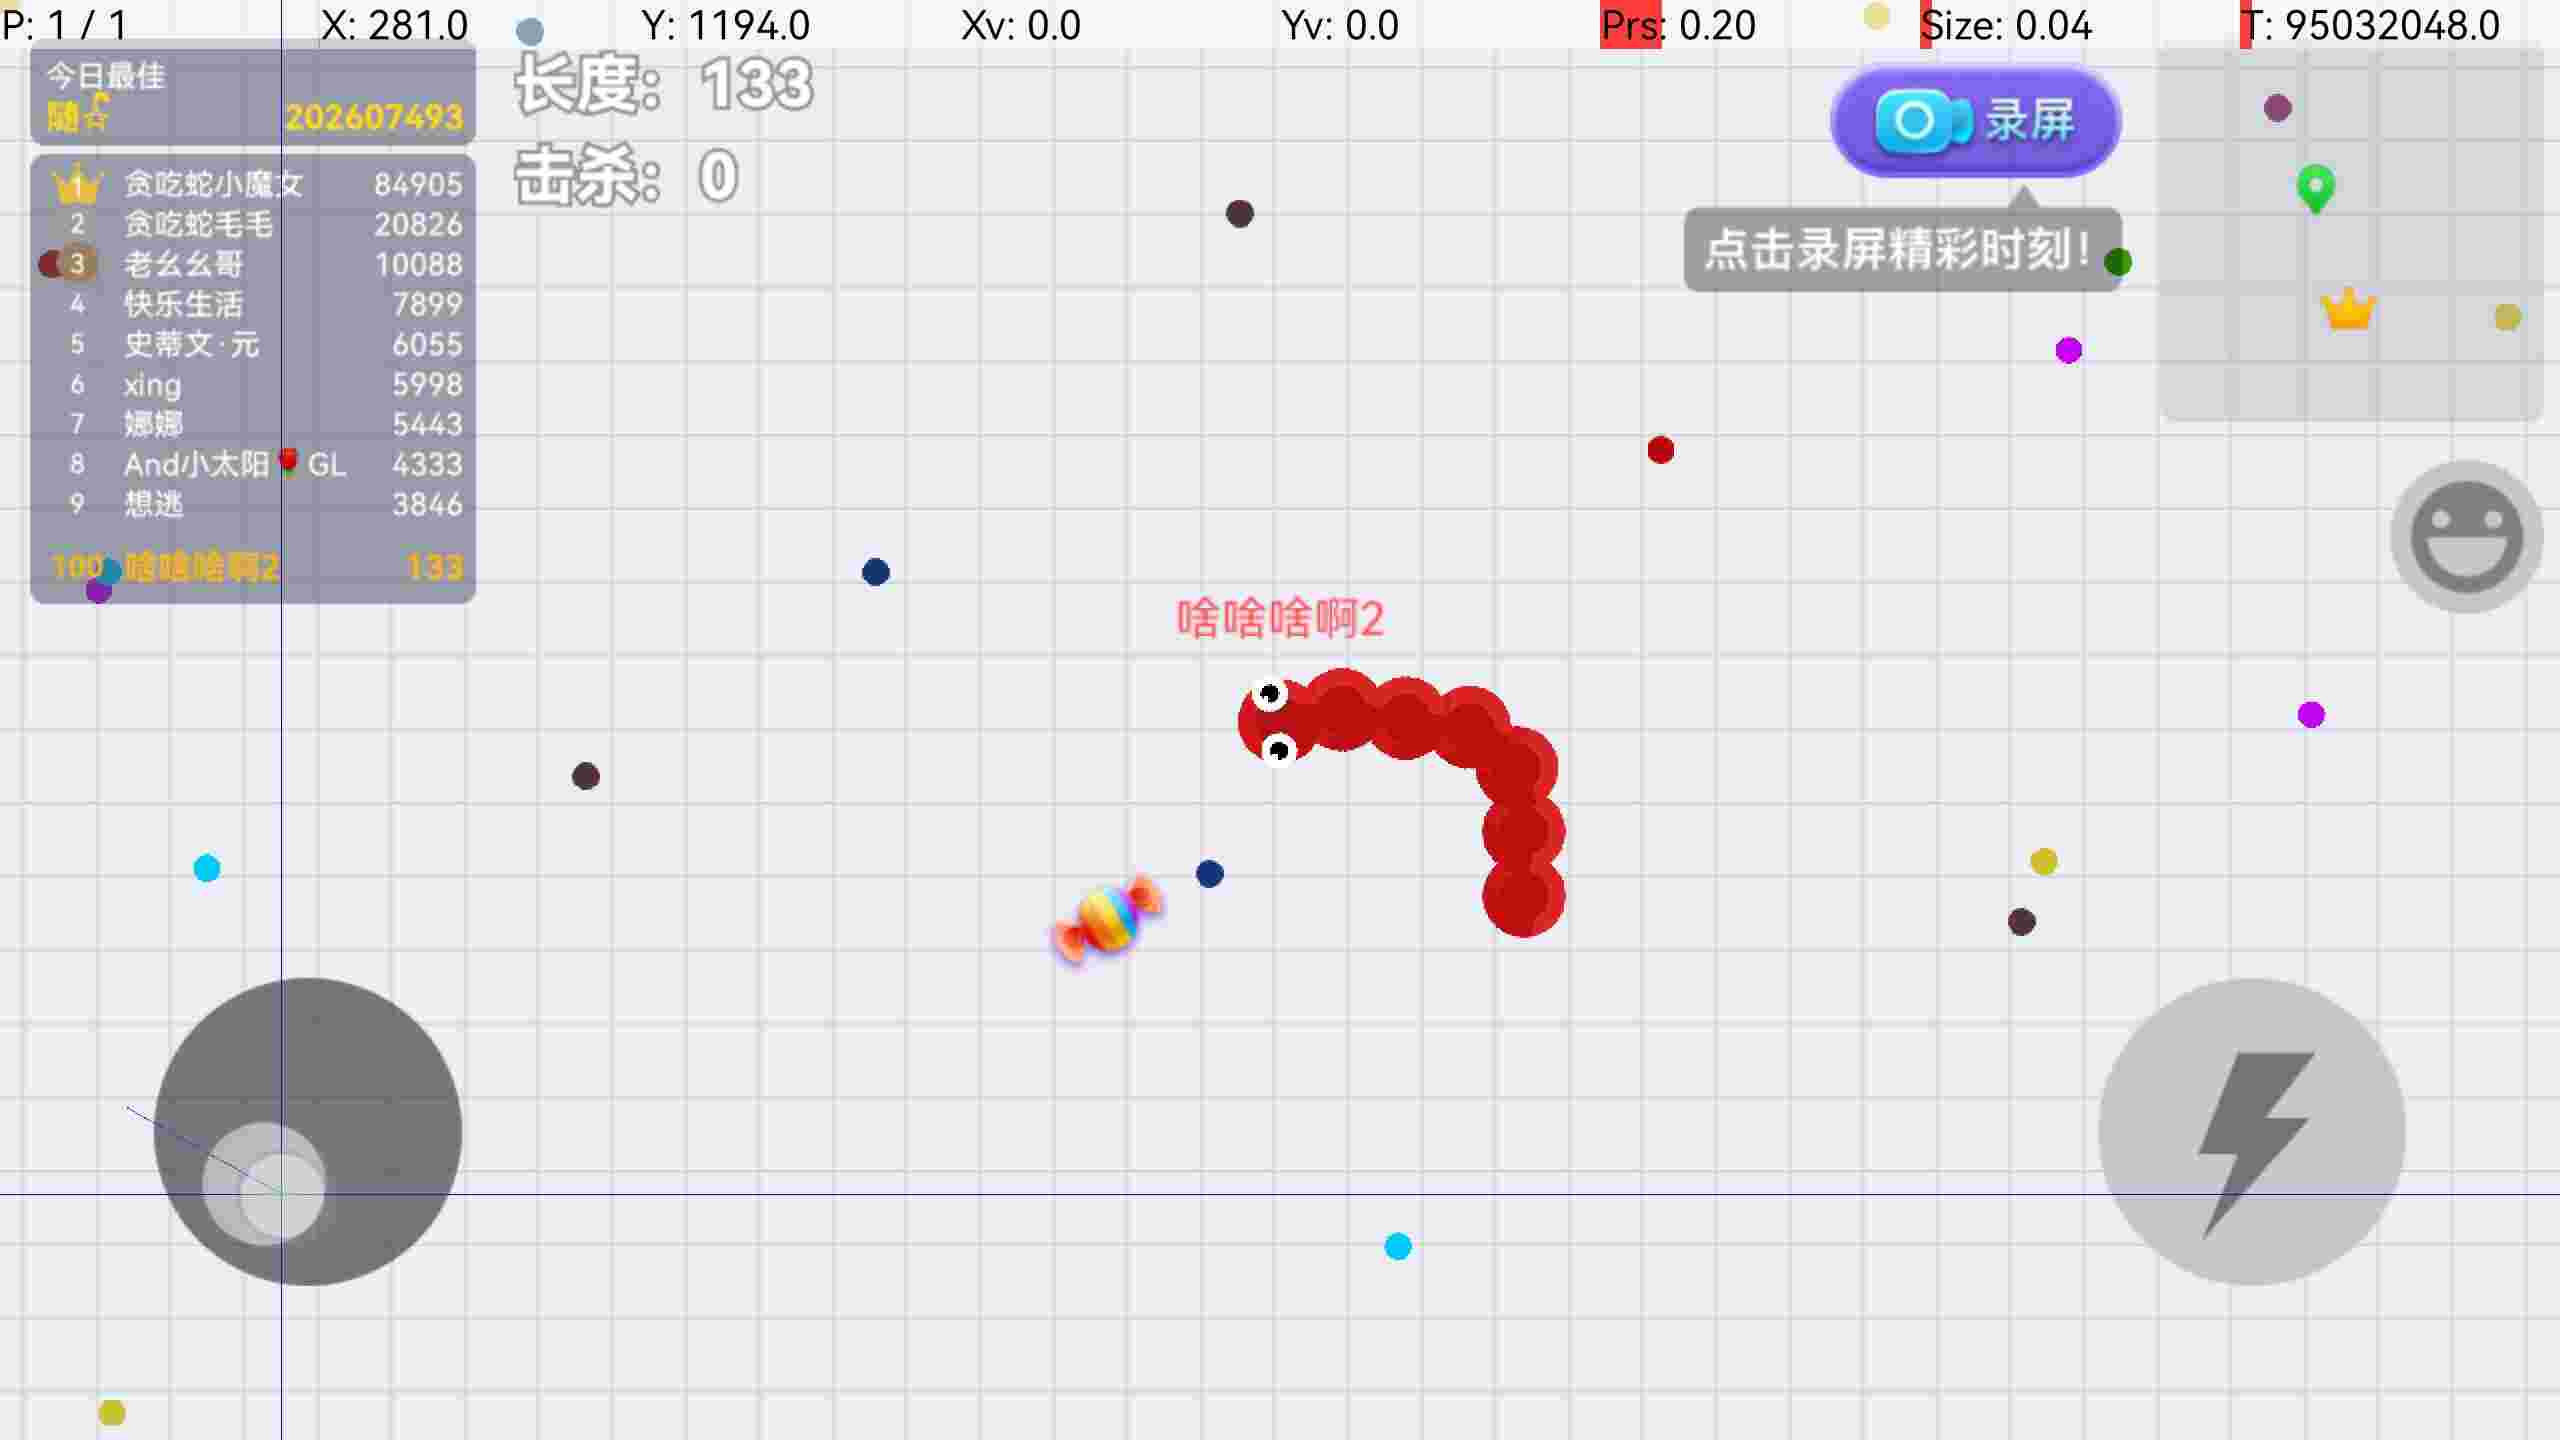 P: 1 / 1 X: 281.0 Y: 1194.0 Xv: 0.0 Yv: 0.0 Prs: 0.20 Size: 0.04 T: 95032048.0
今日最佳
随 202607493
长度: 133
击杀: 0
录屏
点击录屏精彩时刻!
1 贪吃蛇小魔女 84905
2 贪吃蛇毛毛 20826
3 老幺幺哥 10088
4 快乐生活 7899
5 史蒂文·元 6055
6 xing 5998
7 娜娜 5443
8 And小太阳🌹GL 4333
9 想逃 3846
100 啥啥啥啊2 133
啥啥啥啊2